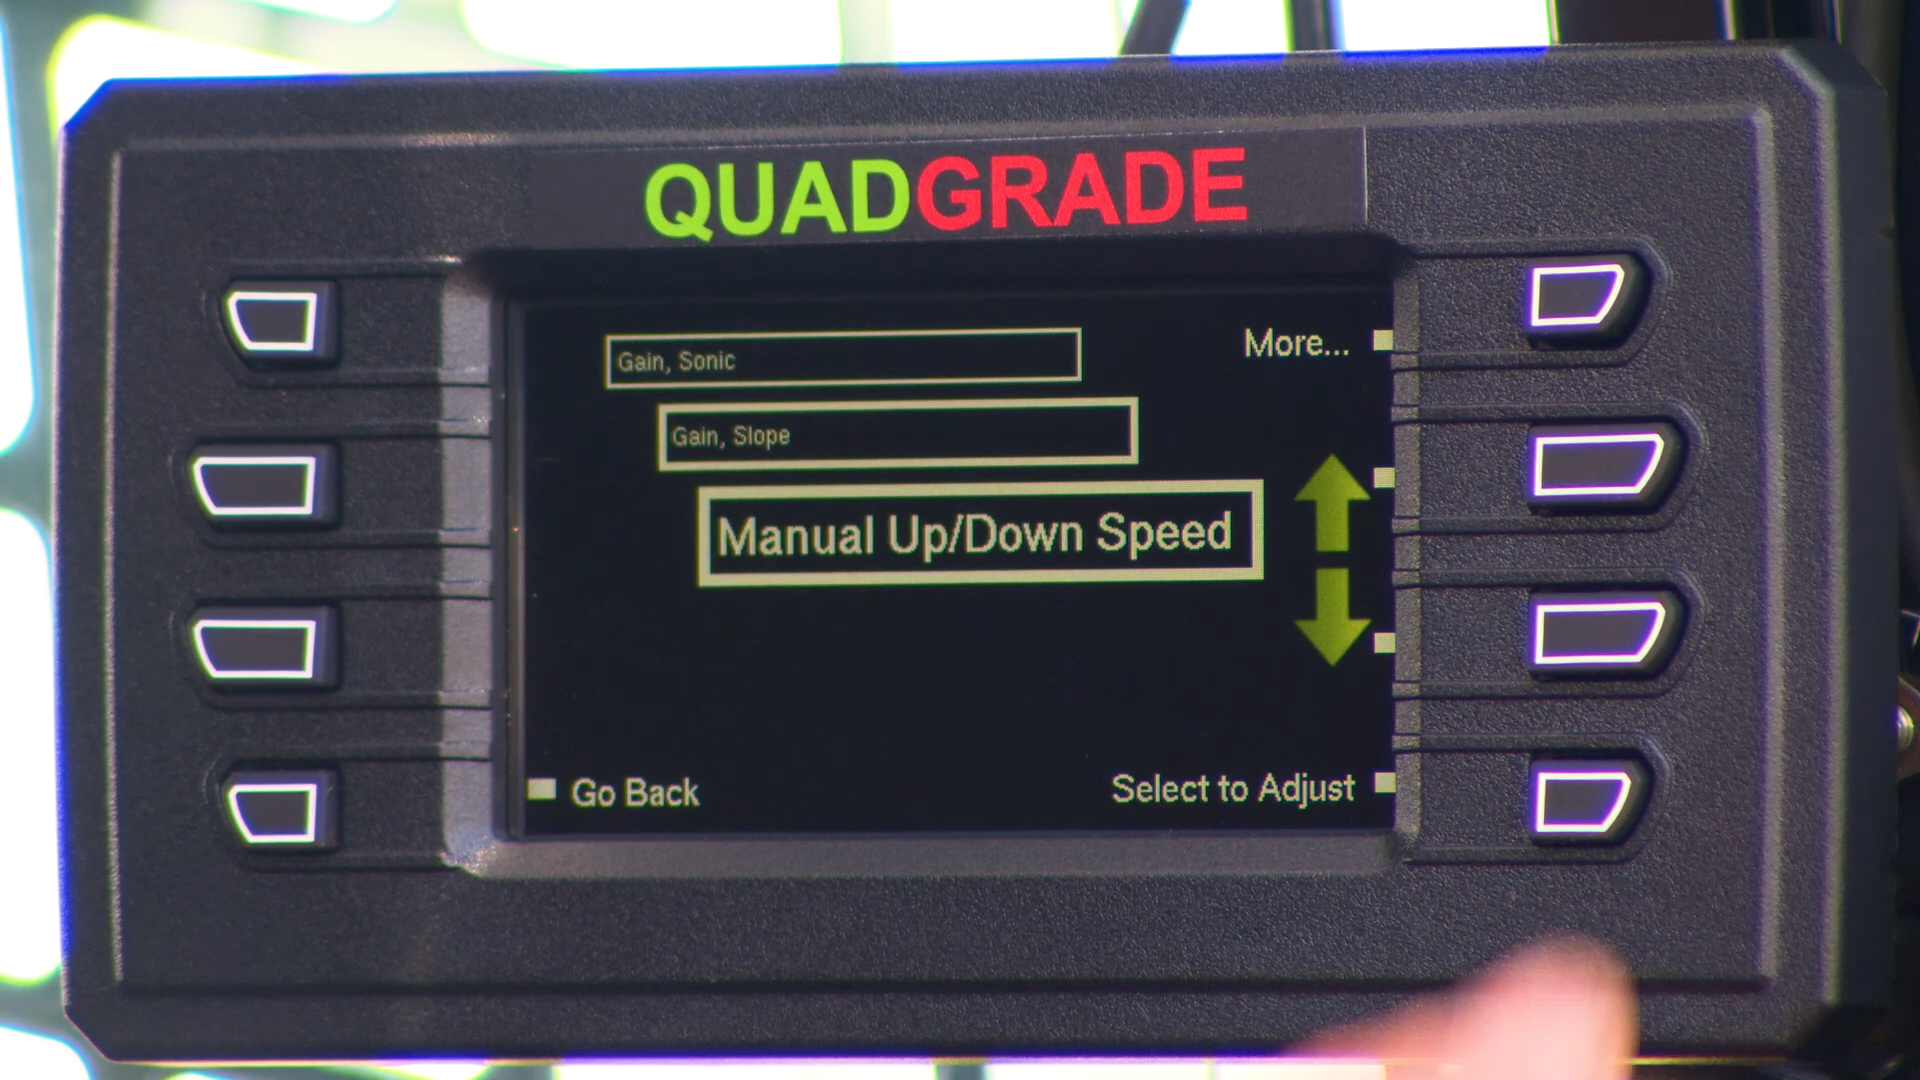 QUADGRADE
Gain, Sonic
More...
Gain, Slope
Manual Up/Down Speed
Go Back
Select to Adjust